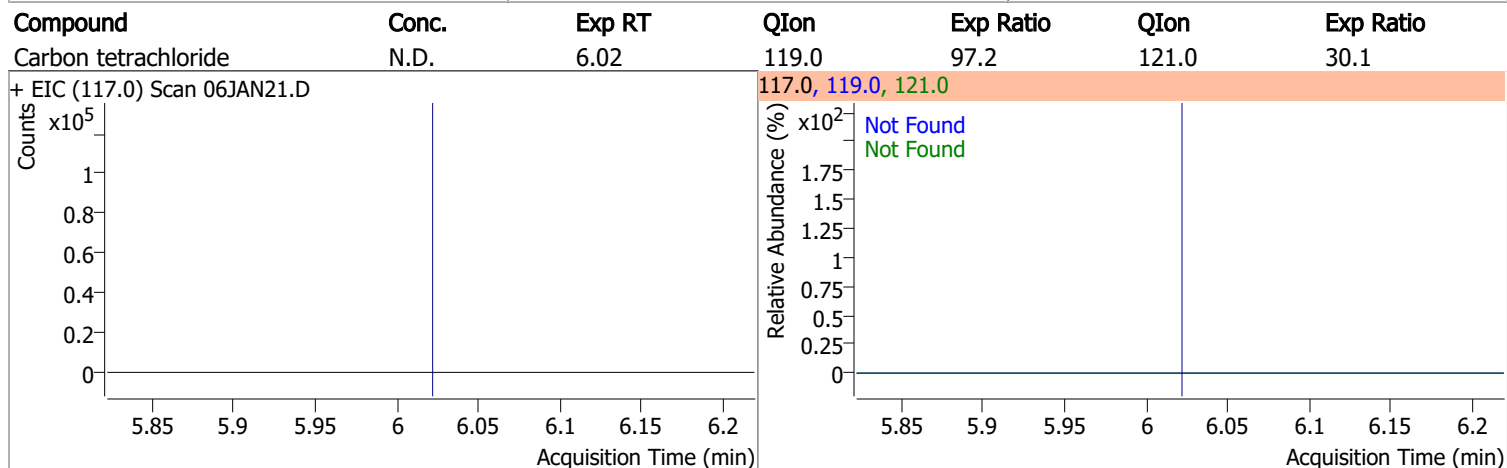 Compound Conc. Exp RT QIon Exp Ratio QIon Exp Ratio
Carbon tetrachloride N.D. 6.02 119.0 97.2 121.0 30.1
+ EIC (117.0) Scan 06JAN21.D
Counts
x10⁵
1
0.8
0.6
0.4
0.2
0
5.85 5.9 5.95 6 6.05 6.1 6.15 6.2
Acquisition Time (min)
117.0, 119.0, 121.0
Relative Abundance (%)
x10²
Not Found
Not Found
1.75
1.5
1.25
1
0.75
0.5
0.25
0
5.85 5.9 5.95 6 6.05 6.1 6.15 6.2
Acquisition Time (min)